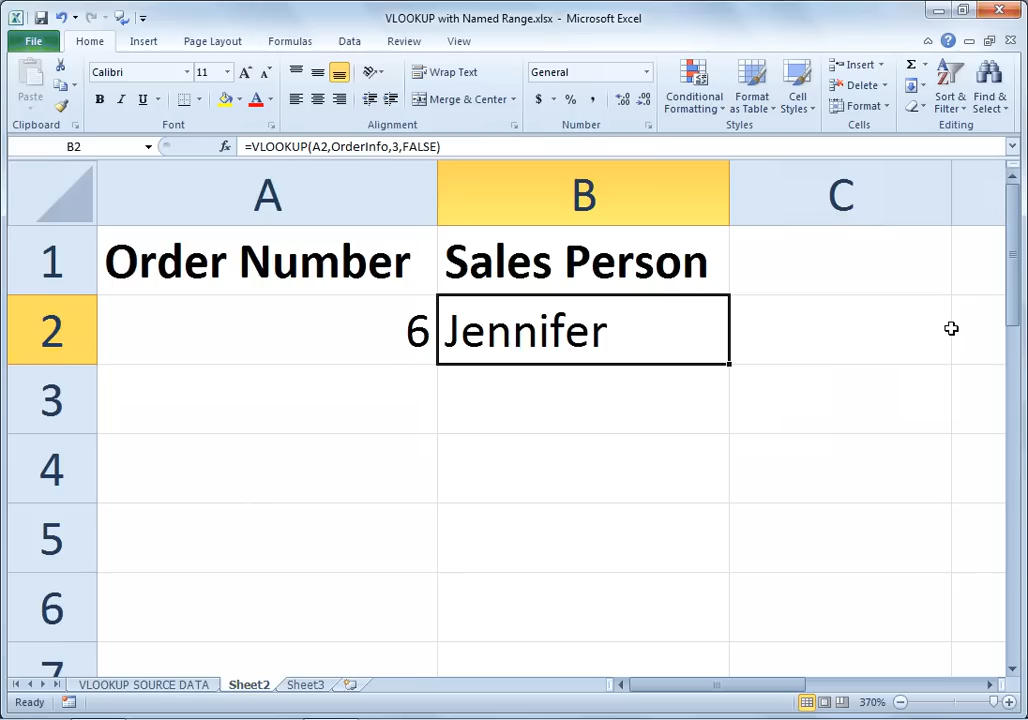 VLOOKUP with Named Range.xlsx - Microsoft Excel
File Home Insert Page Layout Formulas Data Review View
Paste
Calibri 11
B I U A
Wrap Text
Merge & Center
General
$ % ,
Conditional Formatting
Format as Table
Cell Styles
Insert
Delete
Format
Σ
Sort & Filter
Find & Select
Clipboard Font Alignment Number Styles Cells Editing
B2 fx =VLOOKUP(A2,OrderInfo,3,FALSE)
A B C
1 Order Number Sales Person
2 6 Jennifer
3
4
5
6
7
VLOOKUP SOURCE DATA Sheet2 Sheet3
Ready 370%